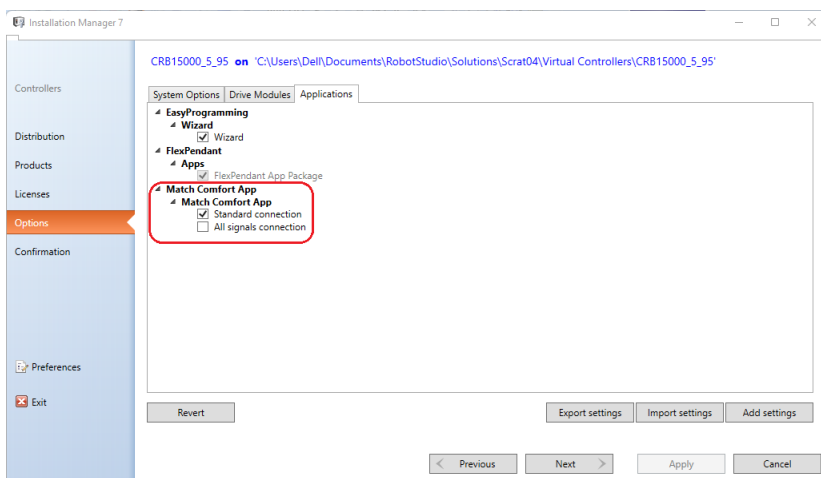 Installation Manager 7
CRB15000_5_95 on 'C:\Users\Dell\Documents\RobotStudio\Solutions\Scrat04\Virtual Controllers\CRB15000_5_95'
Controllers
Distribution
Products
Licenses
Options
Confirmation
Preferences
Exit
System Options Drive Modules Applications
EasyProgramming
Wizard
Wizard
FlexPendant
Apps
FlexPendant App Package
Match Comfort App
Match Comfort App
Standard connection
All signals connection
Revert Export settings Import settings Add settings
Previous Next Apply Cancel